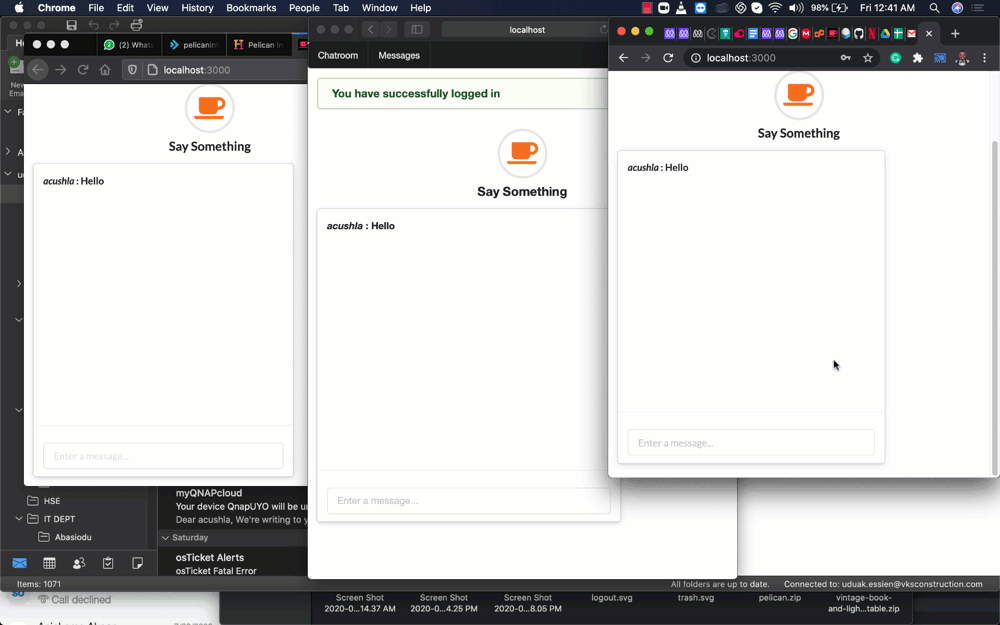 Chrome File Edit View History Bookmarks People Tab Window Help
98% Fri 12:41 AM
(2) What
pelicanin
Pelican In
localhost:3000
Say Something
acushla : Hello
Enter a message...
localhost
Chatroom
Messages
You have successfully logged in
Say Something
acushla : Hello
Enter a message...
localhost:3000
Say Something
acushla : Hello
Enter a message...
New
Ema
HSE
IT DEPT
Abasiodu
myQNAPcloud
Your device QnapUYO will be u
Dear acushla, We're writing to y
Saturday
osTicket Alerts
osTicket Fatal Error
Items: 1071
All folders are up to date.
Connected to: uduak.essien@vksconstruction.com
Call declined
Screen Shot
2020-0...14.37 AM
Screen Shot
2020-0...4.25 PM
Screen Shot
2020-0...8.05 PM
logout.svg
trash.svg
pelican.zip
vintage-book-
and-ligh...table.zip